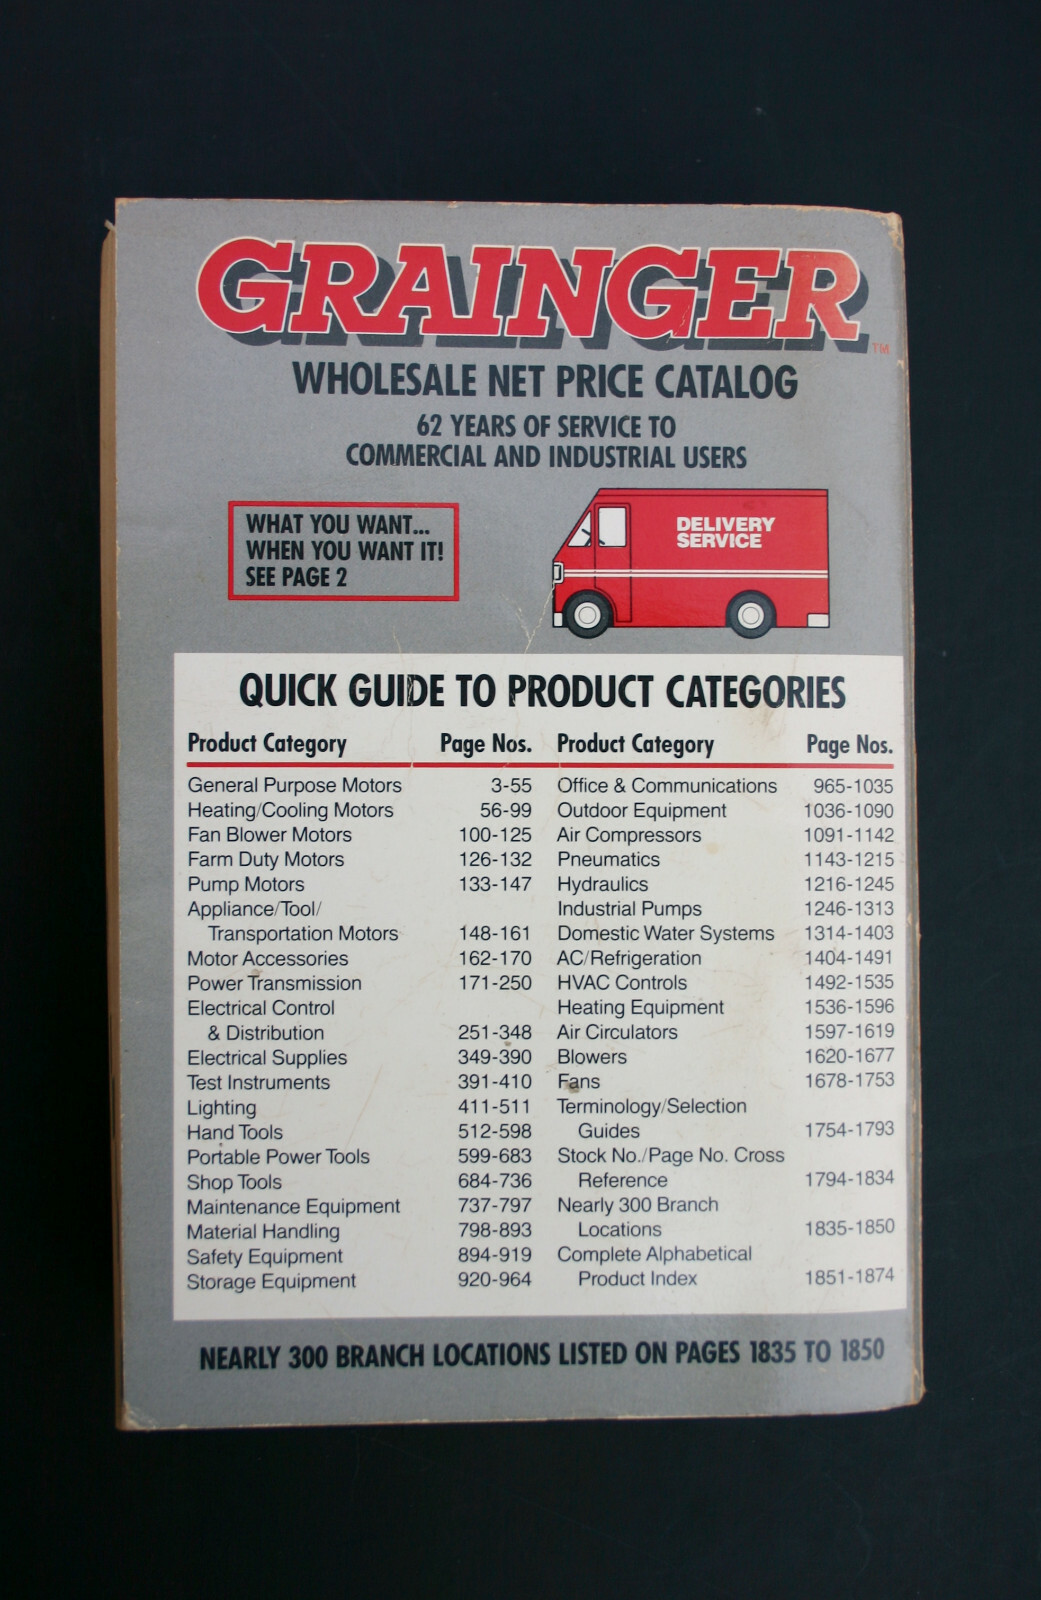 GRAINGER™
WHOLESALE NET PRICE CATALOG
62 YEARS OF SERVICE TO
COMMERCIAL AND INDUSTRIAL USERS
WHAT YOU WANT...
WHEN YOU WANT IT!
SEE PAGE 2
DELIVERY
SERVICE
QUICK GUIDE TO PRODUCT CATEGORIES
Product Category Page Nos.
General Purpose Motors 3-55
Heating/Cooling Motors 56-99
Fan Blower Motors 100-125
Farm Duty Motors 126-132
Pump Motors 133-147
Appliance/Tool/
Transportation Motors 148-161
Motor Accessories 162-170
Power Transmission 171-250
Electrical Control
& Distribution 251-348
Electrical Supplies 349-390
Test Instruments 391-410
Lighting 411-511
Hand Tools 512-598
Portable Power Tools 599-683
Shop Tools 684-736
Maintenance Equipment 737-797
Material Handling 798-893
Safety Equipment 894-919
Storage Equipment 920-964
Product Category Page Nos.
Office & Communications 965-1035
Outdoor Equipment 1036-1090
Air Compressors 1091-1142
Pneumatics 1143-1215
Hydraulics 1216-1245
Industrial Pumps 1246-1313
Domestic Water Systems 1314-1403
AC/Refrigeration 1404-1491
HVAC Controls 1492-1535
Heating Equipment 1536-1596
Air Circulators 1597-1619
Blowers 1620-1677
Fans 1678-1753
Terminology/Selection
Guides 1754-1793
Stock No./Page No. Cross
Reference 1794-1834
Nearly 300 Branch
Locations 1835-1850
Complete Alphabetical
Product Index 1851-1874
NEARLY 300 BRANCH LOCATIONS LISTED ON PAGES 1835 TO 1850